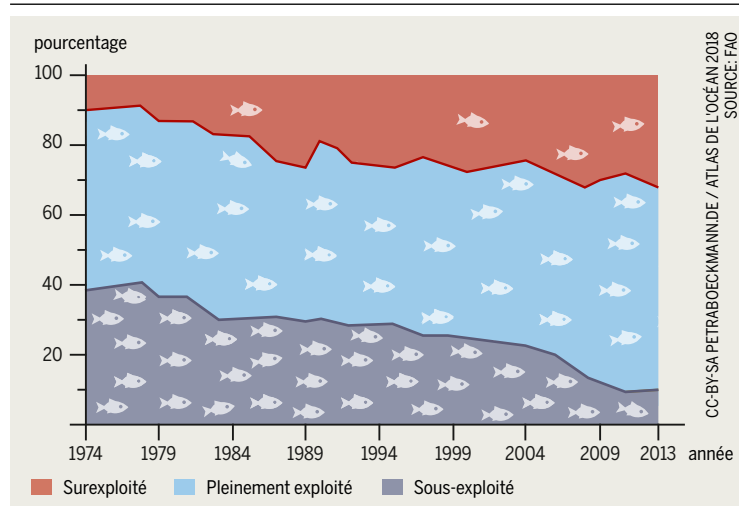 pourcentage
100
80
60
40
20
1974 1979 1984 1989 1994 1999 2004 2009 2013 année
Surexploité Pleinement exploité Sous-exploité
CC-BY-SA PETRABOECKMANN.DE / ATLAS DE L'OCÉAN 2018
SOURCE: FAO